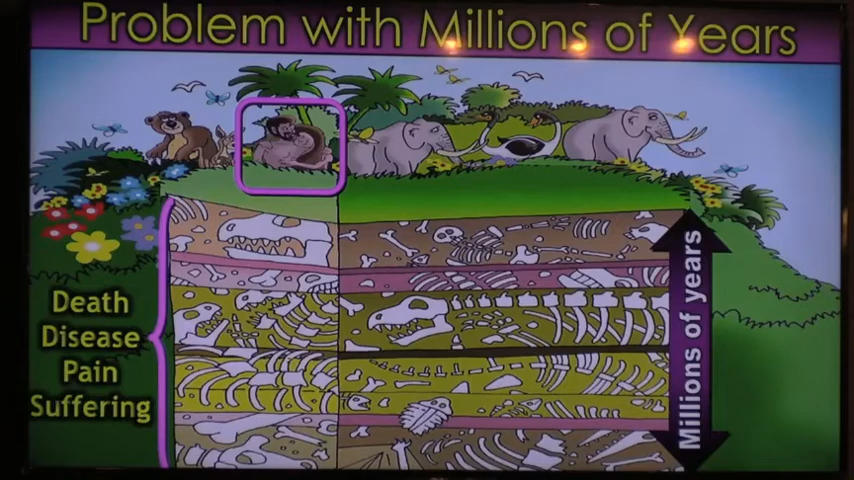 Problem with Millions of Years
Death
Disease
Pain
Suffering
Millions of years